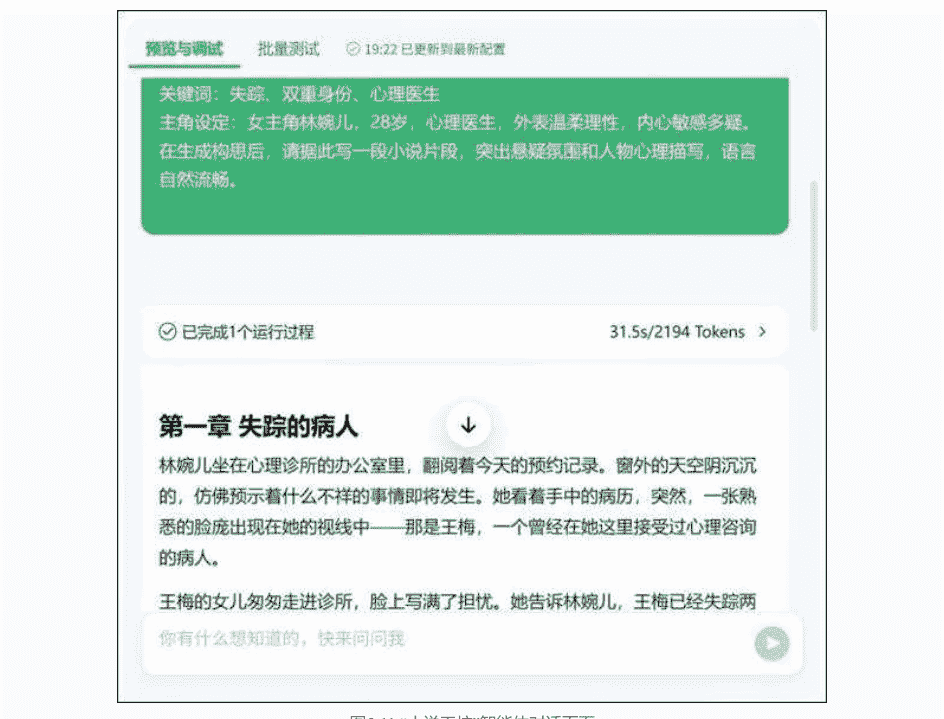 预览与调试 批量测试 19:22 已更新到最新配置
关键词：失踪、双重身份、心理医生
主角设定：女主角林婉儿，28岁，心理医生，外表温柔理性，内心敏感多疑。
在生成构思后，请据此写一段小说片段，突出悬疑氛围和人物心理描写，语言
自然流畅。
已完成1个运行过程 31.5s/2194 Tokens
第一章 失踪的病人
林婉儿坐在心理诊所的办公室里，翻阅着今天的预约记录。窗外的天空阴沉沉
的，仿佛预示着什么不祥的事情即将发生。她看着手中的病历，突然，一张熟
悉的脸庞出现在她的视线中——那是王梅，一个曾经在她这里接受过心理咨询
的病人。
王梅的女儿匆匆走进诊所，脸上写满了担忧。她告诉林婉儿，王梅已经失踪两
你有什么想知道的，快来问问我